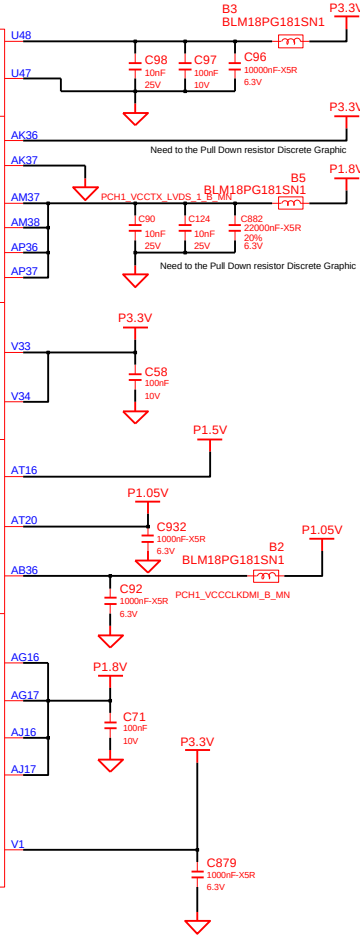 P3.3V
B3
BLM18PG181SN1
U48
C98
10nF
25V
C97
100nF
10V
C96
10000nF-X5R
6.3V
U47
P3.3V
AK36
Need to the Pull Down resistor Discrete Graphic
AK37
P1.8V
B5
BLM18PG181SN1
PCH1_VCCTX_LVDS_1_B_MN
AM37
AM38
AP36
AP37
C90
10nF
25V
C124
10nF
25V
C882
22000nF-X5R
20%
6.3V
Need to the Pull Down resistor Discrete Graphic
P3.3V
V33
C58
100nF
10V
V34
P1.5V
AT16
P1.05V
AT20
C932
1000nF-X5R
6.3V
P1.05V
B2
BLM18PG181SN1
AB36
C92
1000nF-X5R
6.3V
PCH1_VCCCLKDMI_B_MN
AG16
P1.8V
AG17
C71
100nF
10V
AJ16
AJ17
P3.3V
V1
C879
1000nF-X5R
6.3V